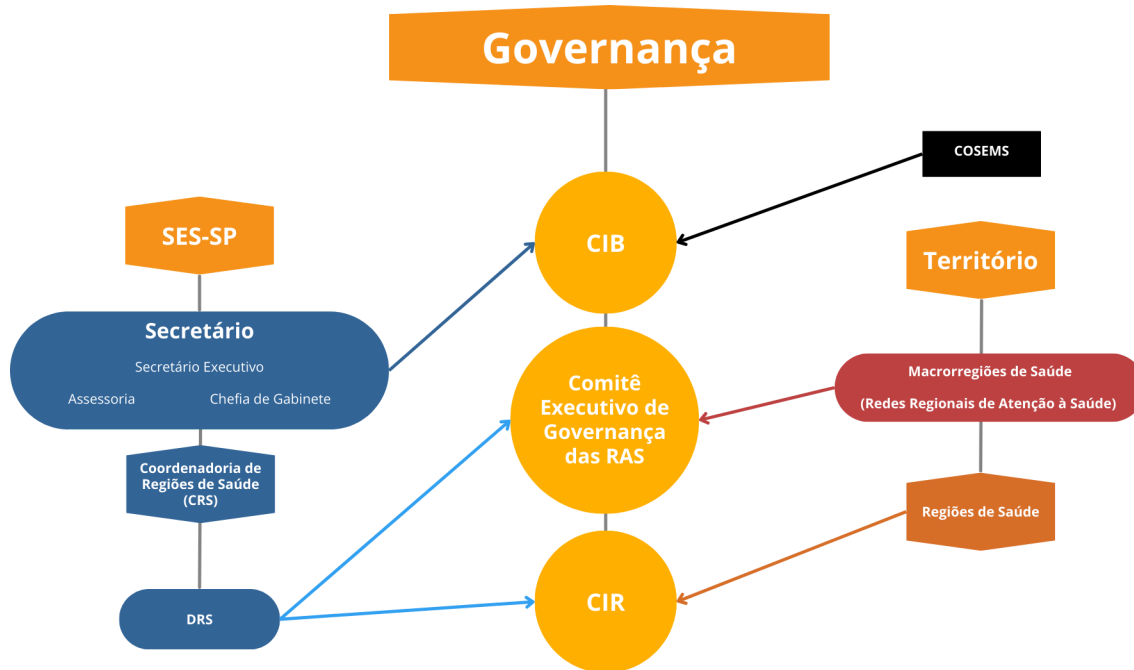 Governança
COSEMS
CIB
SES-SP
Território
Secretário
Secretário Executivo
Assessoria Chefia de Gabinete
Macrorregiões de Saúde
(Redes Regionais de Atenção à Saúde)
Comitê
Executivo de
Governança
das RAS
Coordenadoria de
Regiões de Saúde
(CRS)
Regiões de Saúde
CIR
DRS